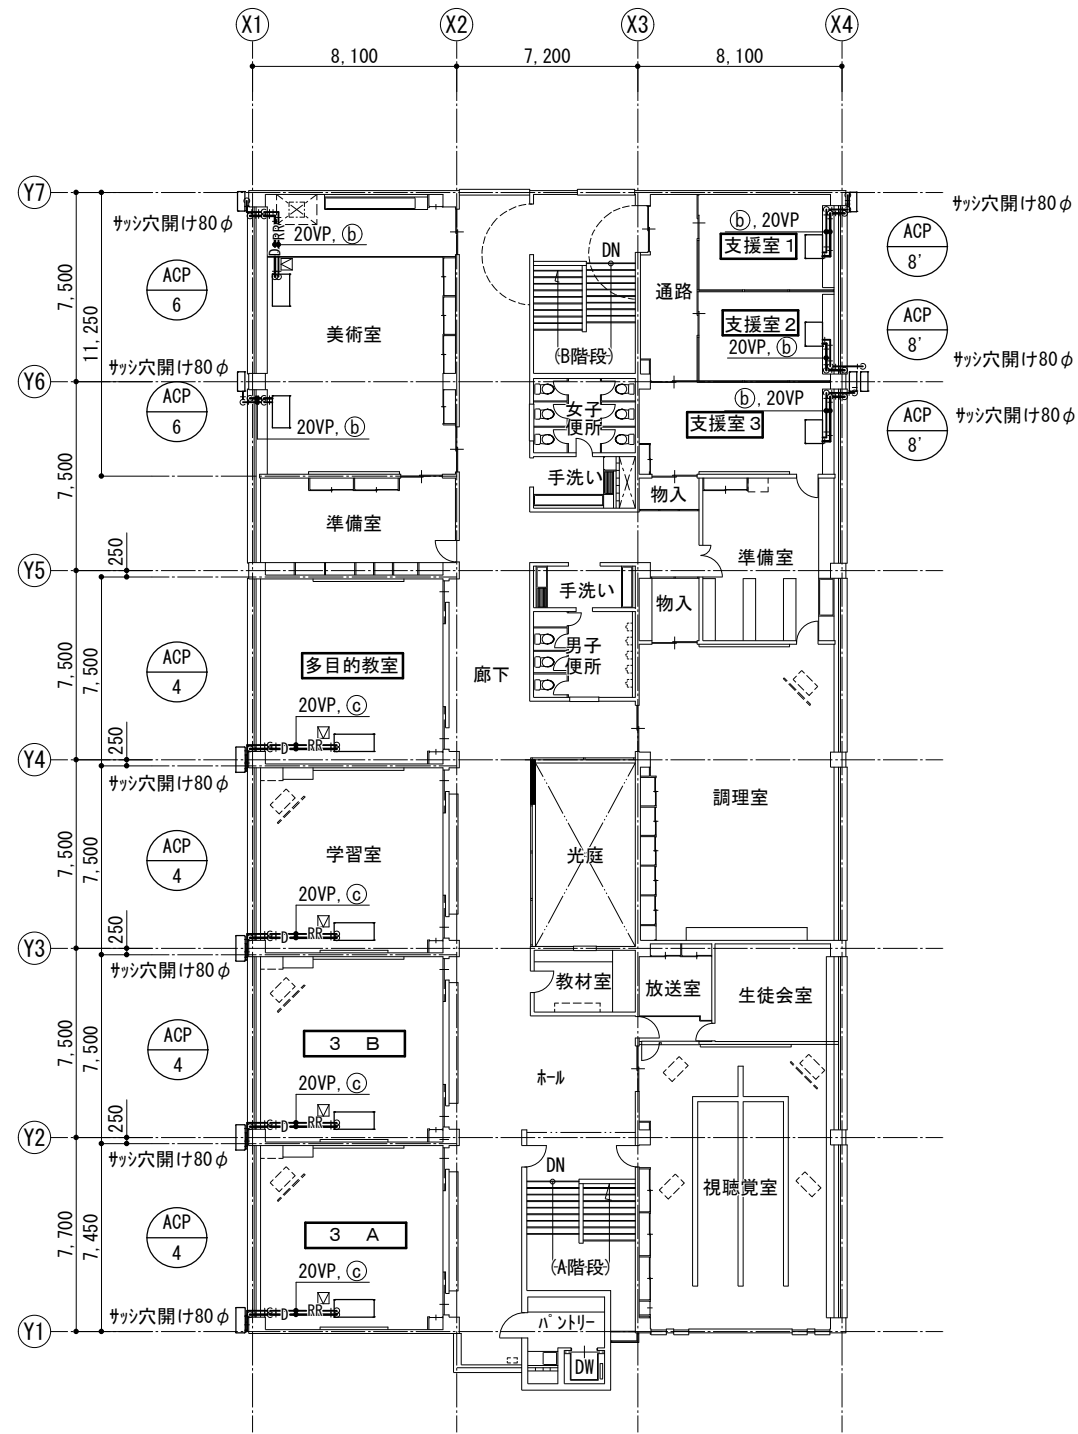 X1 X2 X3 X4
8,100 7,200 8,100
Y7
サッシ穴開け80φ
20VP, ⓑ
RR
D
DN
ⓑ, 20VP
支援室1
サッシ穴開け80φ
ACP
8'
7,500
11,250
ACP
6
美術室
通路
支援室2
20VP, ⓑ
ACP
8'
(B階段)
サッシ穴開け80φ
サッシ穴開け80φ
Y6
ACP
6
20VP, ⓑ
女子
便所
ⓑ, 20VP
支援室3
サッシ穴開け80φ
ACP
8'
7,500
手洗い
物入
準備室
準備室
250
Y5
手洗い
物入
7,500
7,500
ACP
4
多目的教室
男子
便所
廊下
20VP, ⓒ
D RR
250
Y4
サッシ穴開け80φ
調理室
7,500
7,500
ACP
4
学習室
光庭
20VP, ⓒ
D RR
250
Y3
サッシ穴開け80φ
教材室
放送室
生徒会室
7,500
7,500
ACP
4
3 B
ホール
20VP, ⓒ
D RR
250
Y2
サッシ穴開け80φ
DN
視聴覚室
7,700
7,450
ACP
4
3 A
(A階段)
20VP, ⓒ
D RR
サッシ穴開け80φ
パントリー
Y1
DW